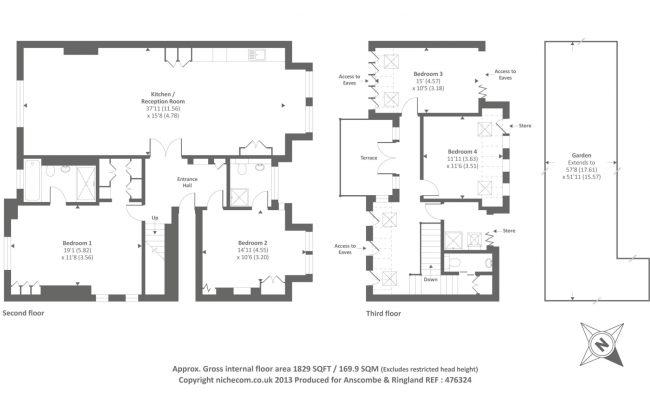 Kitchen /
Reception Room
37'11 (11.56)
x 15'8 (4.78)
Entrance
Hall
Up
Bedroom 1
19'1 (5.82)
x 11'8 (3.56)
Bedroom 2
14'11 (4.55)
x 10'6 (3.20)
Second floor
Access to
Eaves
Bedroom 3
15' (4.57)
x 10'5 (3.18)
Access to
Eaves
Store
Bedroom 4
11'11 (3.63)
x 11'6 (3.51)
Terrace
Access to
Eaves
Store
Down
Third floor
Garden
Extends to
57'8 (17.61)
x 51'11 (15.57)
N
Approx. Gross internal floor area 1829 SQFT / 169.9 SQM (Excludes restricted head height)
Copyright nichecom.co.uk 2013 Produced for Anscombe & Ringland REF : 476324